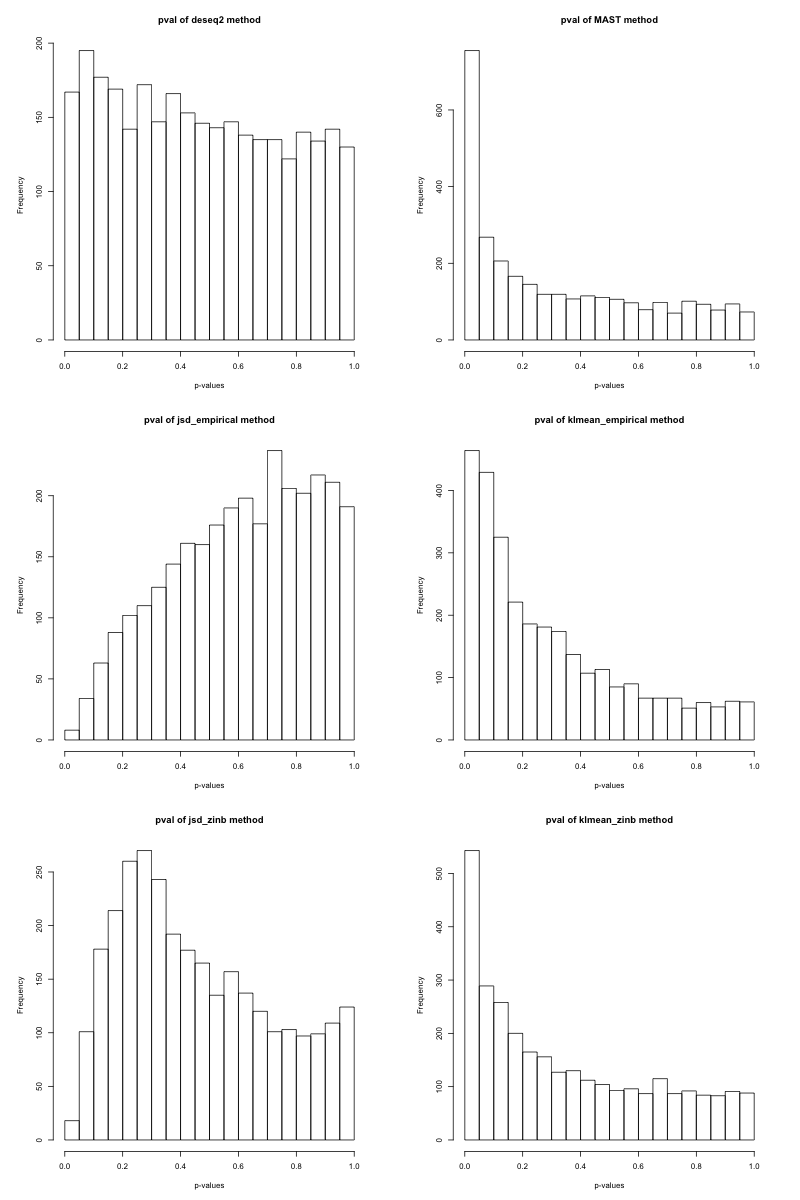 pval of deseq2 method
Frequency
0 50 100 150 200
0.0 0.2 0.4 0.6 0.8 1.0
p-values
pval of MAST method
Frequency
0 200 400 600
0.0 0.2 0.4 0.6 0.8 1.0
p-values
pval of jsd_empirical method
Frequency
0 50 100 150 200
0.0 0.2 0.4 0.6 0.8 1.0
p-values
pval of klmean_empirical method
Frequency
0 100 200 300 400
0.0 0.2 0.4 0.6 0.8 1.0
p-values
pval of jsd_zinb method
Frequency
0 50 100 150 200 250
0.0 0.2 0.4 0.6 0.8 1.0
p-values
pval of klmean_zinb method
Frequency
0 100 200 300 400 500
0.0 0.2 0.4 0.6 0.8 1.0
p-values